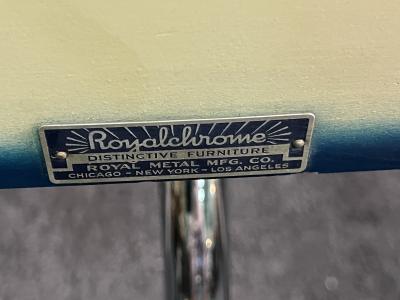 Royalchrome
DISTINCTIVE FURNITURE
ROYAL METAL MFG. CO.
CHICAGO - NEW YORK - LOS ANGELES